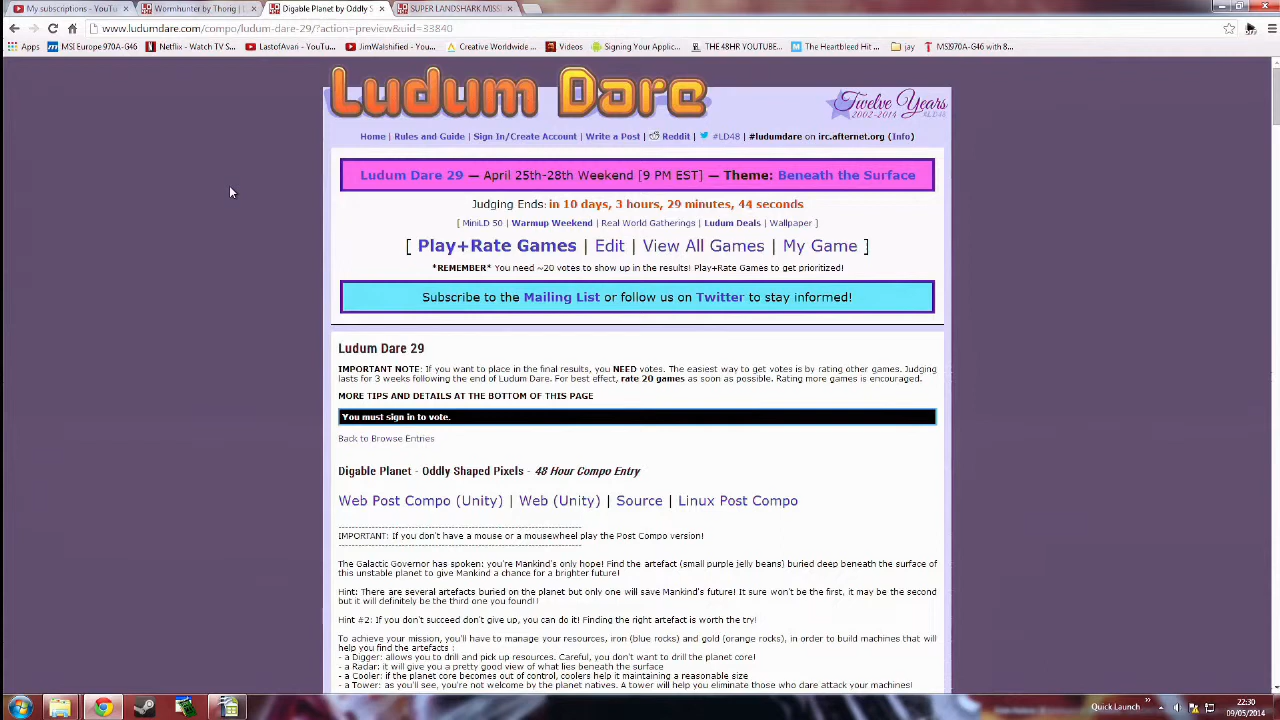 My subscriptions - YouTu
Wormhunter by Thorig | L
Digable Planet by Oddly S
SUPER LANDSHARK MISS
www.ludumdare.com/compo/ludum-dare-29/?action=preview&uid=33840
Apps
MSI Europe 970A-G46
Netflix - Watch TV S...
LastofAvan - YouTu...
JimWalshified - You...
Creative Worldwide ...
Videos
Signing Your Applic...
THE 48HR YOUTUBE...
The Heartbleed Hit ...
jay
MSI970A-G46 with 8...
Ludum Dare
Twelve Years
2002-2014 #LD48
Home | Rules and Guide | Sign In/Create Account | Write a Post | Reddit | #LD48 | #ludumdare on irc.afternet.org (Info)
Ludum Dare 29 — April 25th-28th Weekend [9 PM EST] — Theme: Beneath the Surface
Judging Ends: in 10 days, 3 hours, 29 minutes, 44 seconds
[ MiniLD 50 | Warmup Weekend | Real World Gatherings | Ludum Deals | Wallpaper ]
[ Play+Rate Games | Edit | View All Games | My Game ]
*REMEMBER* You need ~20 votes to show up in the results! Play+Rate Games to get prioritized!
Subscribe to the Mailing List or follow us on Twitter to stay informed!
Ludum Dare 29
IMPORTANT NOTE: If you want to place in the final results, you NEED votes. The easiest way to get votes is by rating other games. Judging
lasts for 3 weeks following the end of Ludum Dare. For best effect, rate 20 games as soon as possible. Rating more games is encouraged.
MORE TIPS AND DETAILS AT THE BOTTOM OF THIS PAGE
You must sign in to vote.
Back to Browse Entries
Digable Planet - Oddly Shaped Pixels - 48 Hour Compo Entry
Web Post Compo (Unity) | Web (Unity) | Source | Linux Post Compo
------------------------------------------------------------
IMPORTANT: If you don't have a mouse or a mousewheel play the Post Compo version!
------------------------------------------------------------
The Galactic Governor has spoken: you're Mankind's only hope! Find the artefact (small purple jelly beans) buried deep beneath the surface of
this unstable planet to give Mankind a chance for a brighter future!
Hint: There are several artefacts buried on the planet but only one will save Mankind's future! It sure won't be the first, it may be the second
but it will definitely be the third one you found!!
Hint #2: If you don't succeed don't give up, you can do it! Finding the right artefact is worth the try!
To achieve your mission, you'll have to manage your resources, iron (blue rocks) and gold (orange rocks), in order to build machines that will
help you find the artefacts :
- a Digger: allows you to drill and pick up resources. Careful, you don't want to drill the planet core!
- a Radar: it will give you a pretty good view of what lies beneath the surface
- a Cooler: if the planet core becomes out of control, coolers help it maintaining a reasonable size
- a Tower: as you'll see, you're not welcome by the planet natives. A tower will help you eliminate those who dare attack your machines!
Quick Launch
»
22:30
09/05/2014